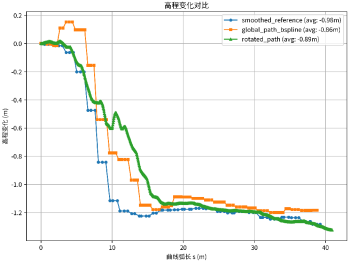 高程变化对比
smoothed_reference (avg: -0.98m)
global_path_bspline (avg: -0.86m)
rotated_path (avg: -0.89m)
高程变化 (m)
0.2
0.0
-0.2
-0.4
-0.6
-0.8
-1.0
-1.2
0 10 20 30 40
曲线弧长 s (m)